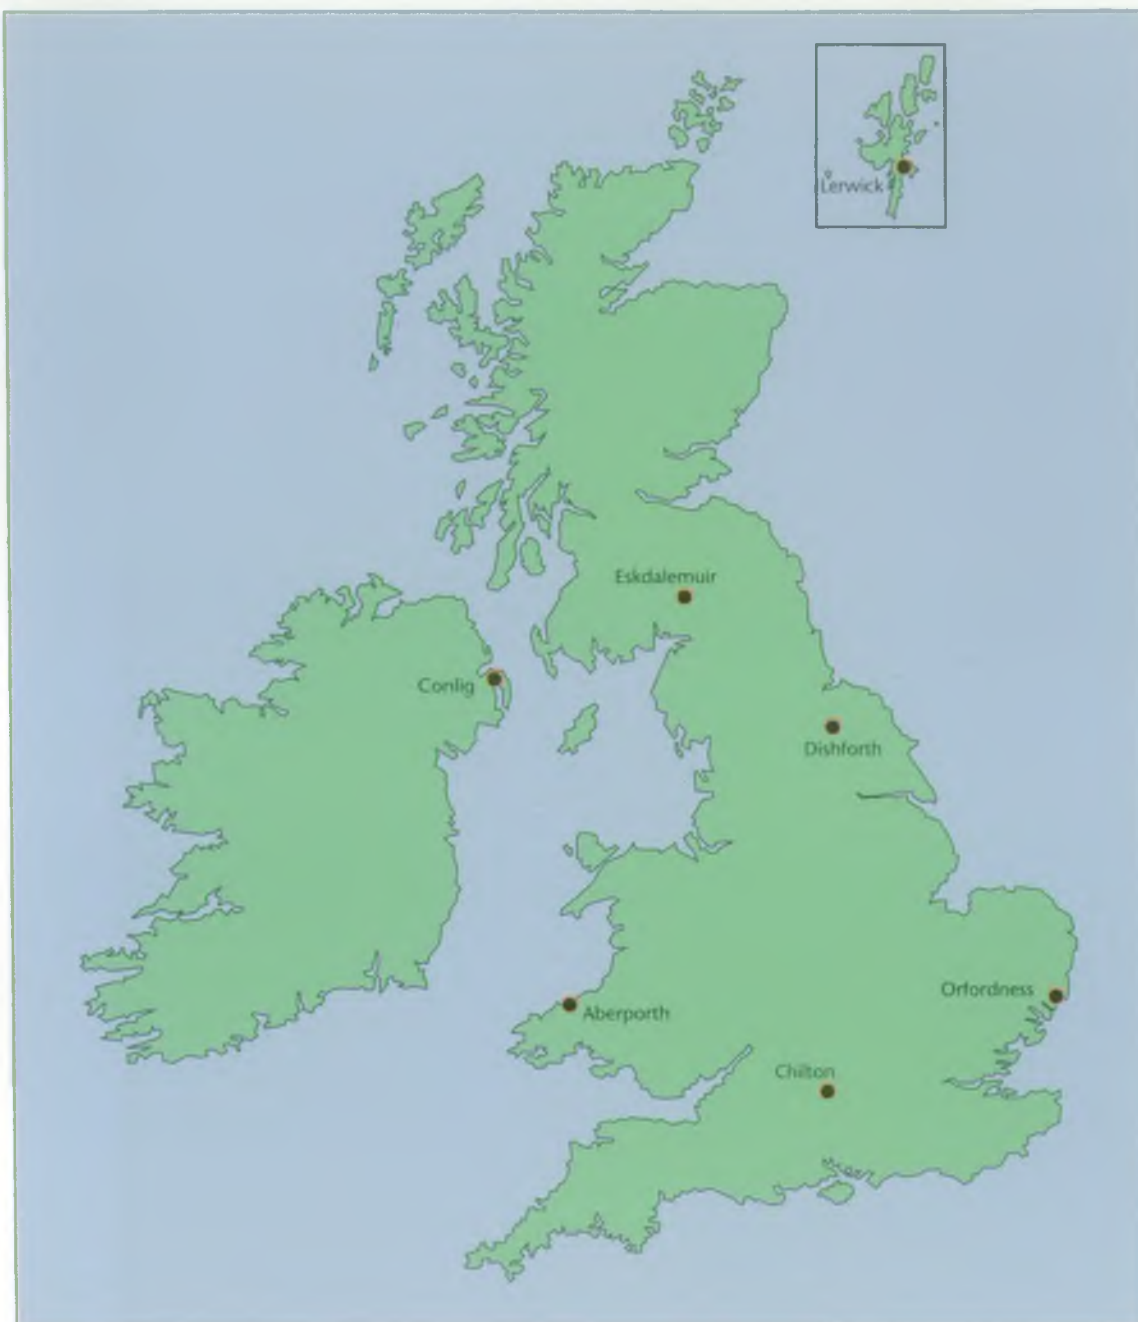 Lerwick
Eskdalemuir
Conlig
Dishforth
Orfordness
Aberporth
Chilton